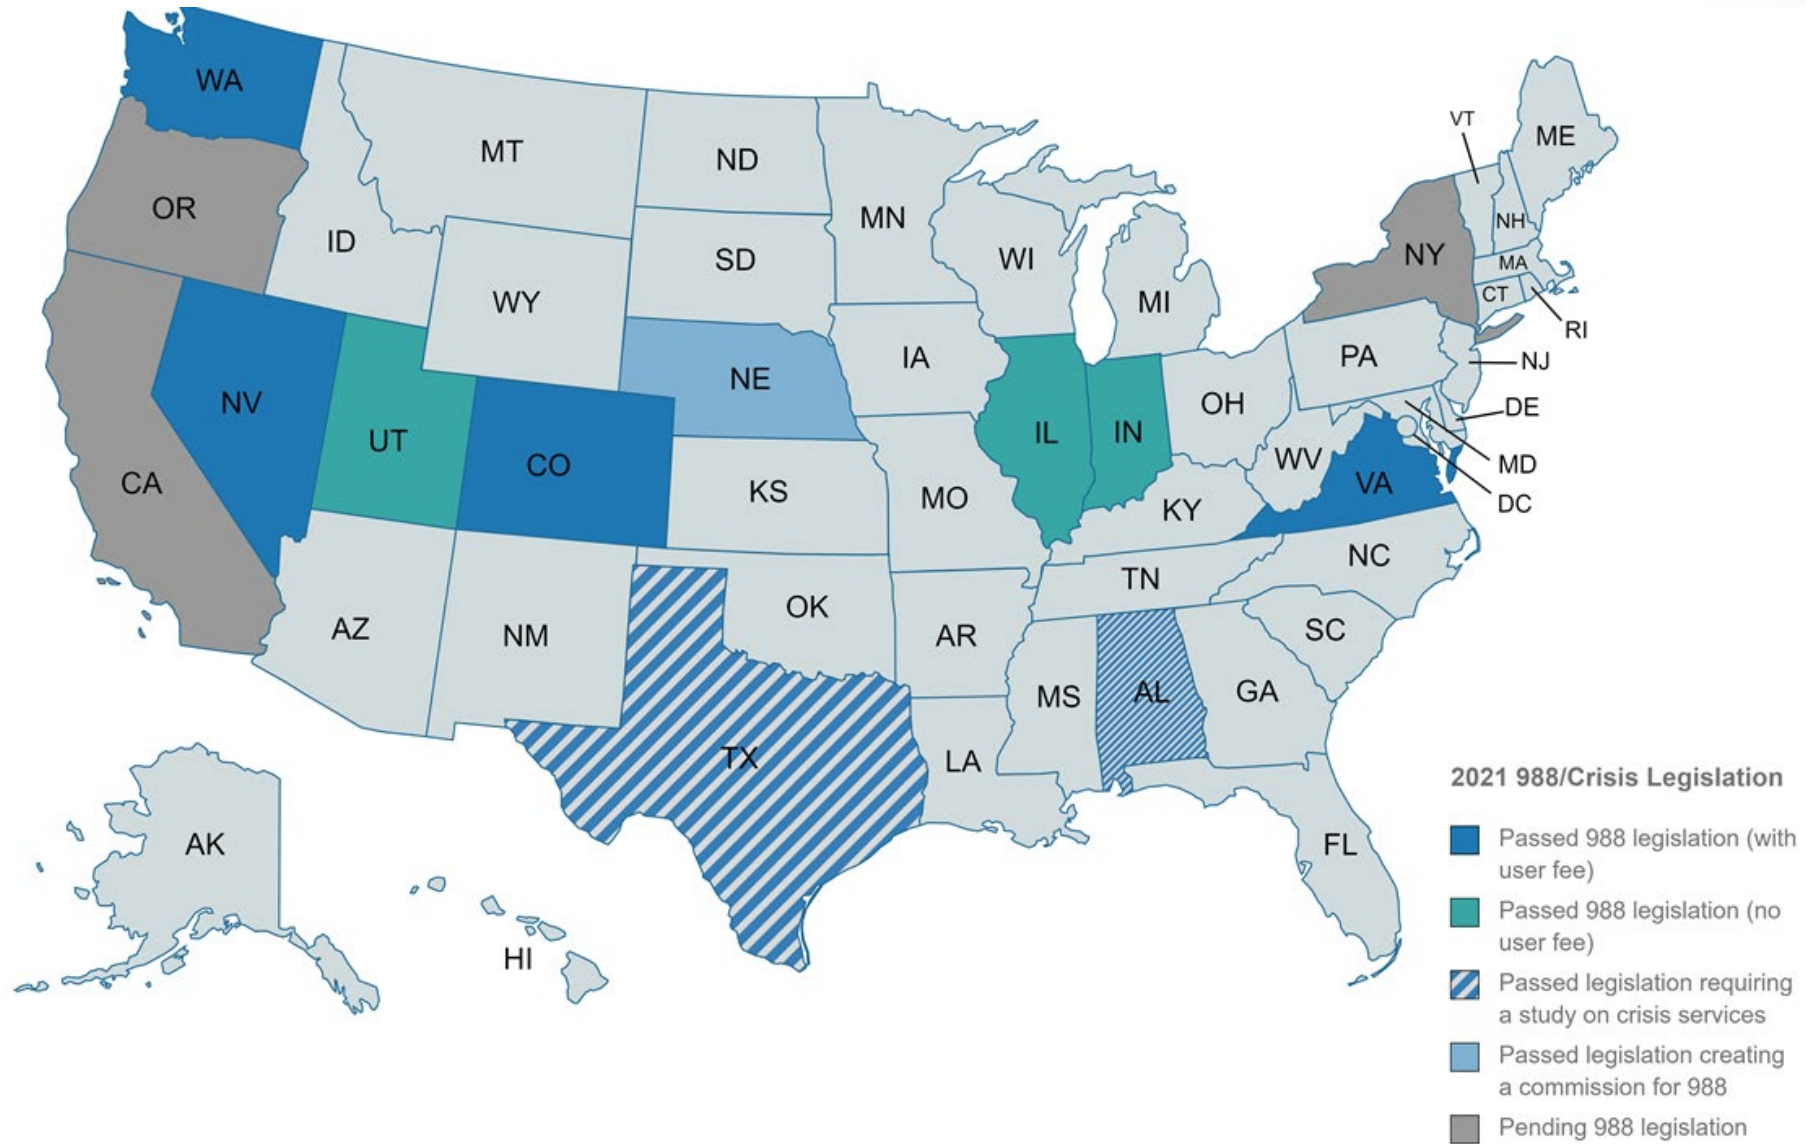 WA
MT
ND
VT
ME
OR
ID
MN
NH
SD
WI
NY
MA
WY
MI
CT
RI
IA
PA
NJ
NE
NV
OH
DE
UT
IL
IN
CO
WV
MD
CA
KS
MO
VA
DC
KY
NC
TN
OK
AZ
NM
AR
SC
MS
AL
GA
TX
LA
AK
FL
HI
2021 988/Crisis Legislation
Passed 988 legislation (with
user fee)
Passed 988 legislation (no
user fee)
Passed legislation requiring
a study on crisis services
Passed legislation creating
a commission for 988
Pending 988 legislation